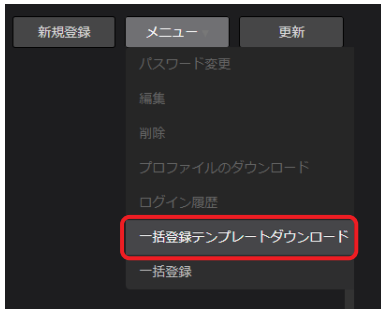 新規登録 メニュー 更新
パスワード変更
編集
削除
プロファイルのダウンロード
ログイン履歴
一括登録テンプレートダウンロード
一括登録